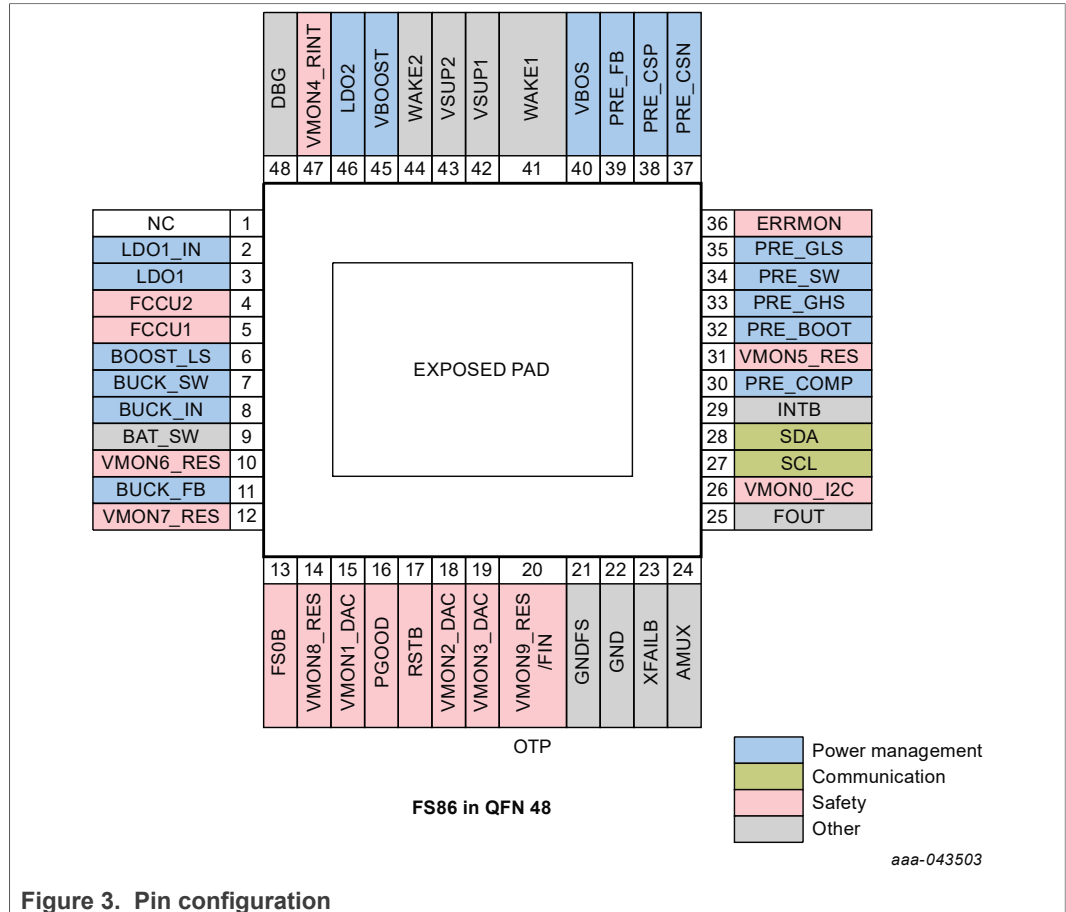 DBG
VMON4_RINT
LDO2
VBOOST
WAKE2
VSUP2
VSUP1
WAKE1
VBOS
PRE_FB
PRE_CSP
PRE_CSN
48 47 46 45 44 43 42 41 40 39 38 37
NC 1
LDO1_IN 2
LDO1 3
FCCU2 4
FCCU1 5
BOOST_LS 6
BUCK_SW 7
BUCK_IN 8
BAT_SW 9
VMON6_RES 10
BUCK_FB 11
VMON7_RES 12
EXPOSED PAD
36 ERRMON
35 PRE_GLS
34 PRE_SW
33 PRE_GHS
32 PRE_BOOT
31 VMON5_RES
30 PRE_COMP
29 INTB
28 SDA
27 SCL
26 VMON0_I2C
25 FOUT
13 14 15 16 17 18 19 20 21 22 23 24
FS0B
VMON8_RES
VMON1_DAC
PGOOD
RSTB
VMON2_DAC
VMON3_DAC
VMON9_RES
/FIN
GNDFS
GND
XFAILB
AMUX
OTP
Power management
Communication
Safety
Other
FS86 in QFN 48
aaa-043503
Figure 3. Pin configuration